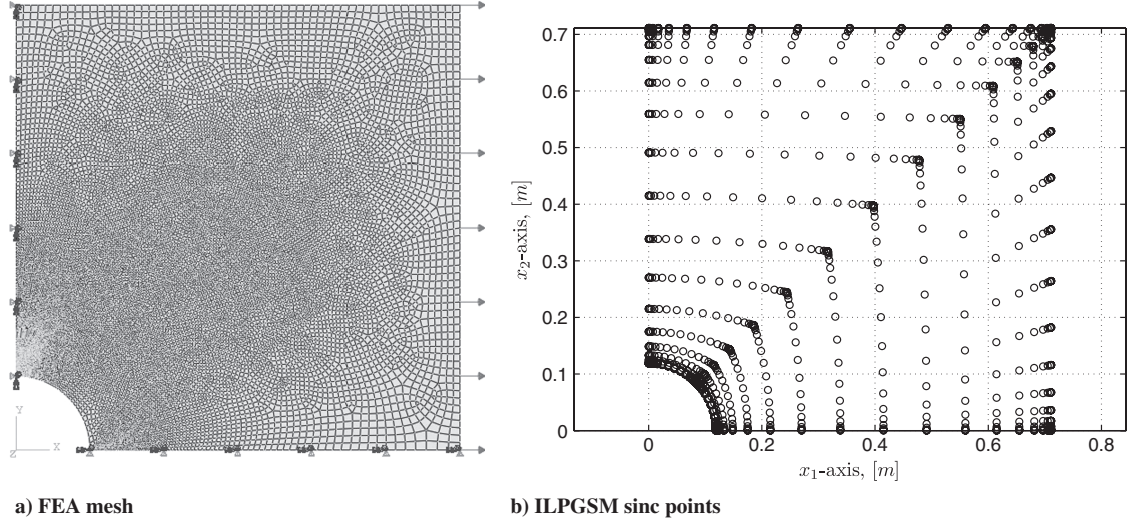 Y
Z
X
0.7
0.6
0.5
0.4
0.3
0.2
0.1
0
x₂-axis, [m]
0
0.2
0.4
0.6
0.8
x₁-axis, [m]
a) FEA mesh
b) ILPGSM sinc points